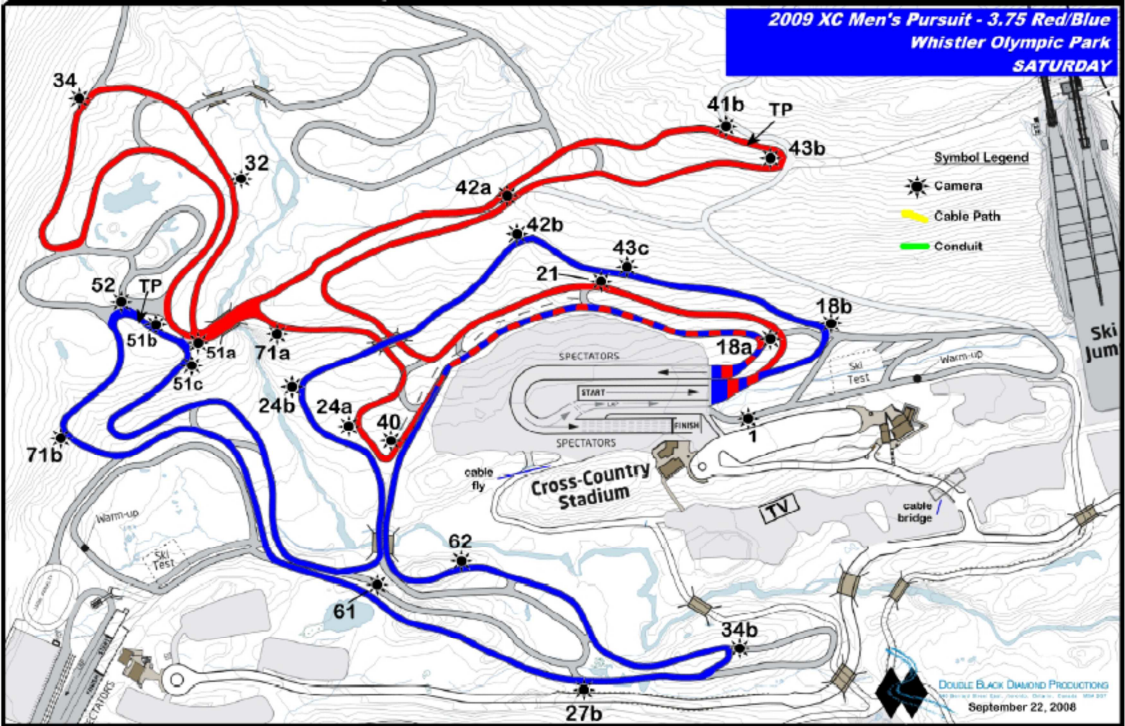 2009 XC Men's Pursuit - 3.75 Red/Blue
Whistler Olympic Park
SATURDAY
34
41b
TP
43b
Symbol Legend
Camera
Cable Path
Conduit
32
42a
42b
43c
21
52
TP
51b
51a
71a
18b
18a
Ski
Jum
51c
SPECTATORS
Ski
Test
Warm-up
24b
START
24a
40
FINISH
1
SPECTATORS
71b
cable
fly
Cross-Country
Stadium
TV
cable
bridge
Warm-up
Ski
Test
62
61
34b
27b
DOUBLE BLACK DIAMOND PRODUCTIONS
September 22, 2008